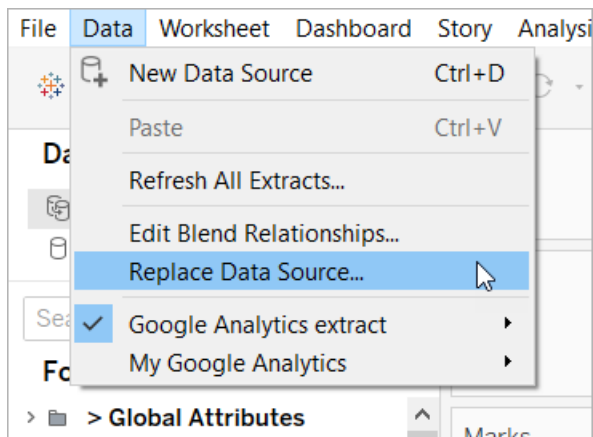 File Data Worksheet Dashboard Story Analysi
New Data Source Ctrl+D
Paste Ctrl+V
Da
Refresh All Extracts...
Edit Blend Relationships...
Replace Data Source...
Sea
Google Analytics extract
My Google Analytics
Fo
> Global Attributes
Marks